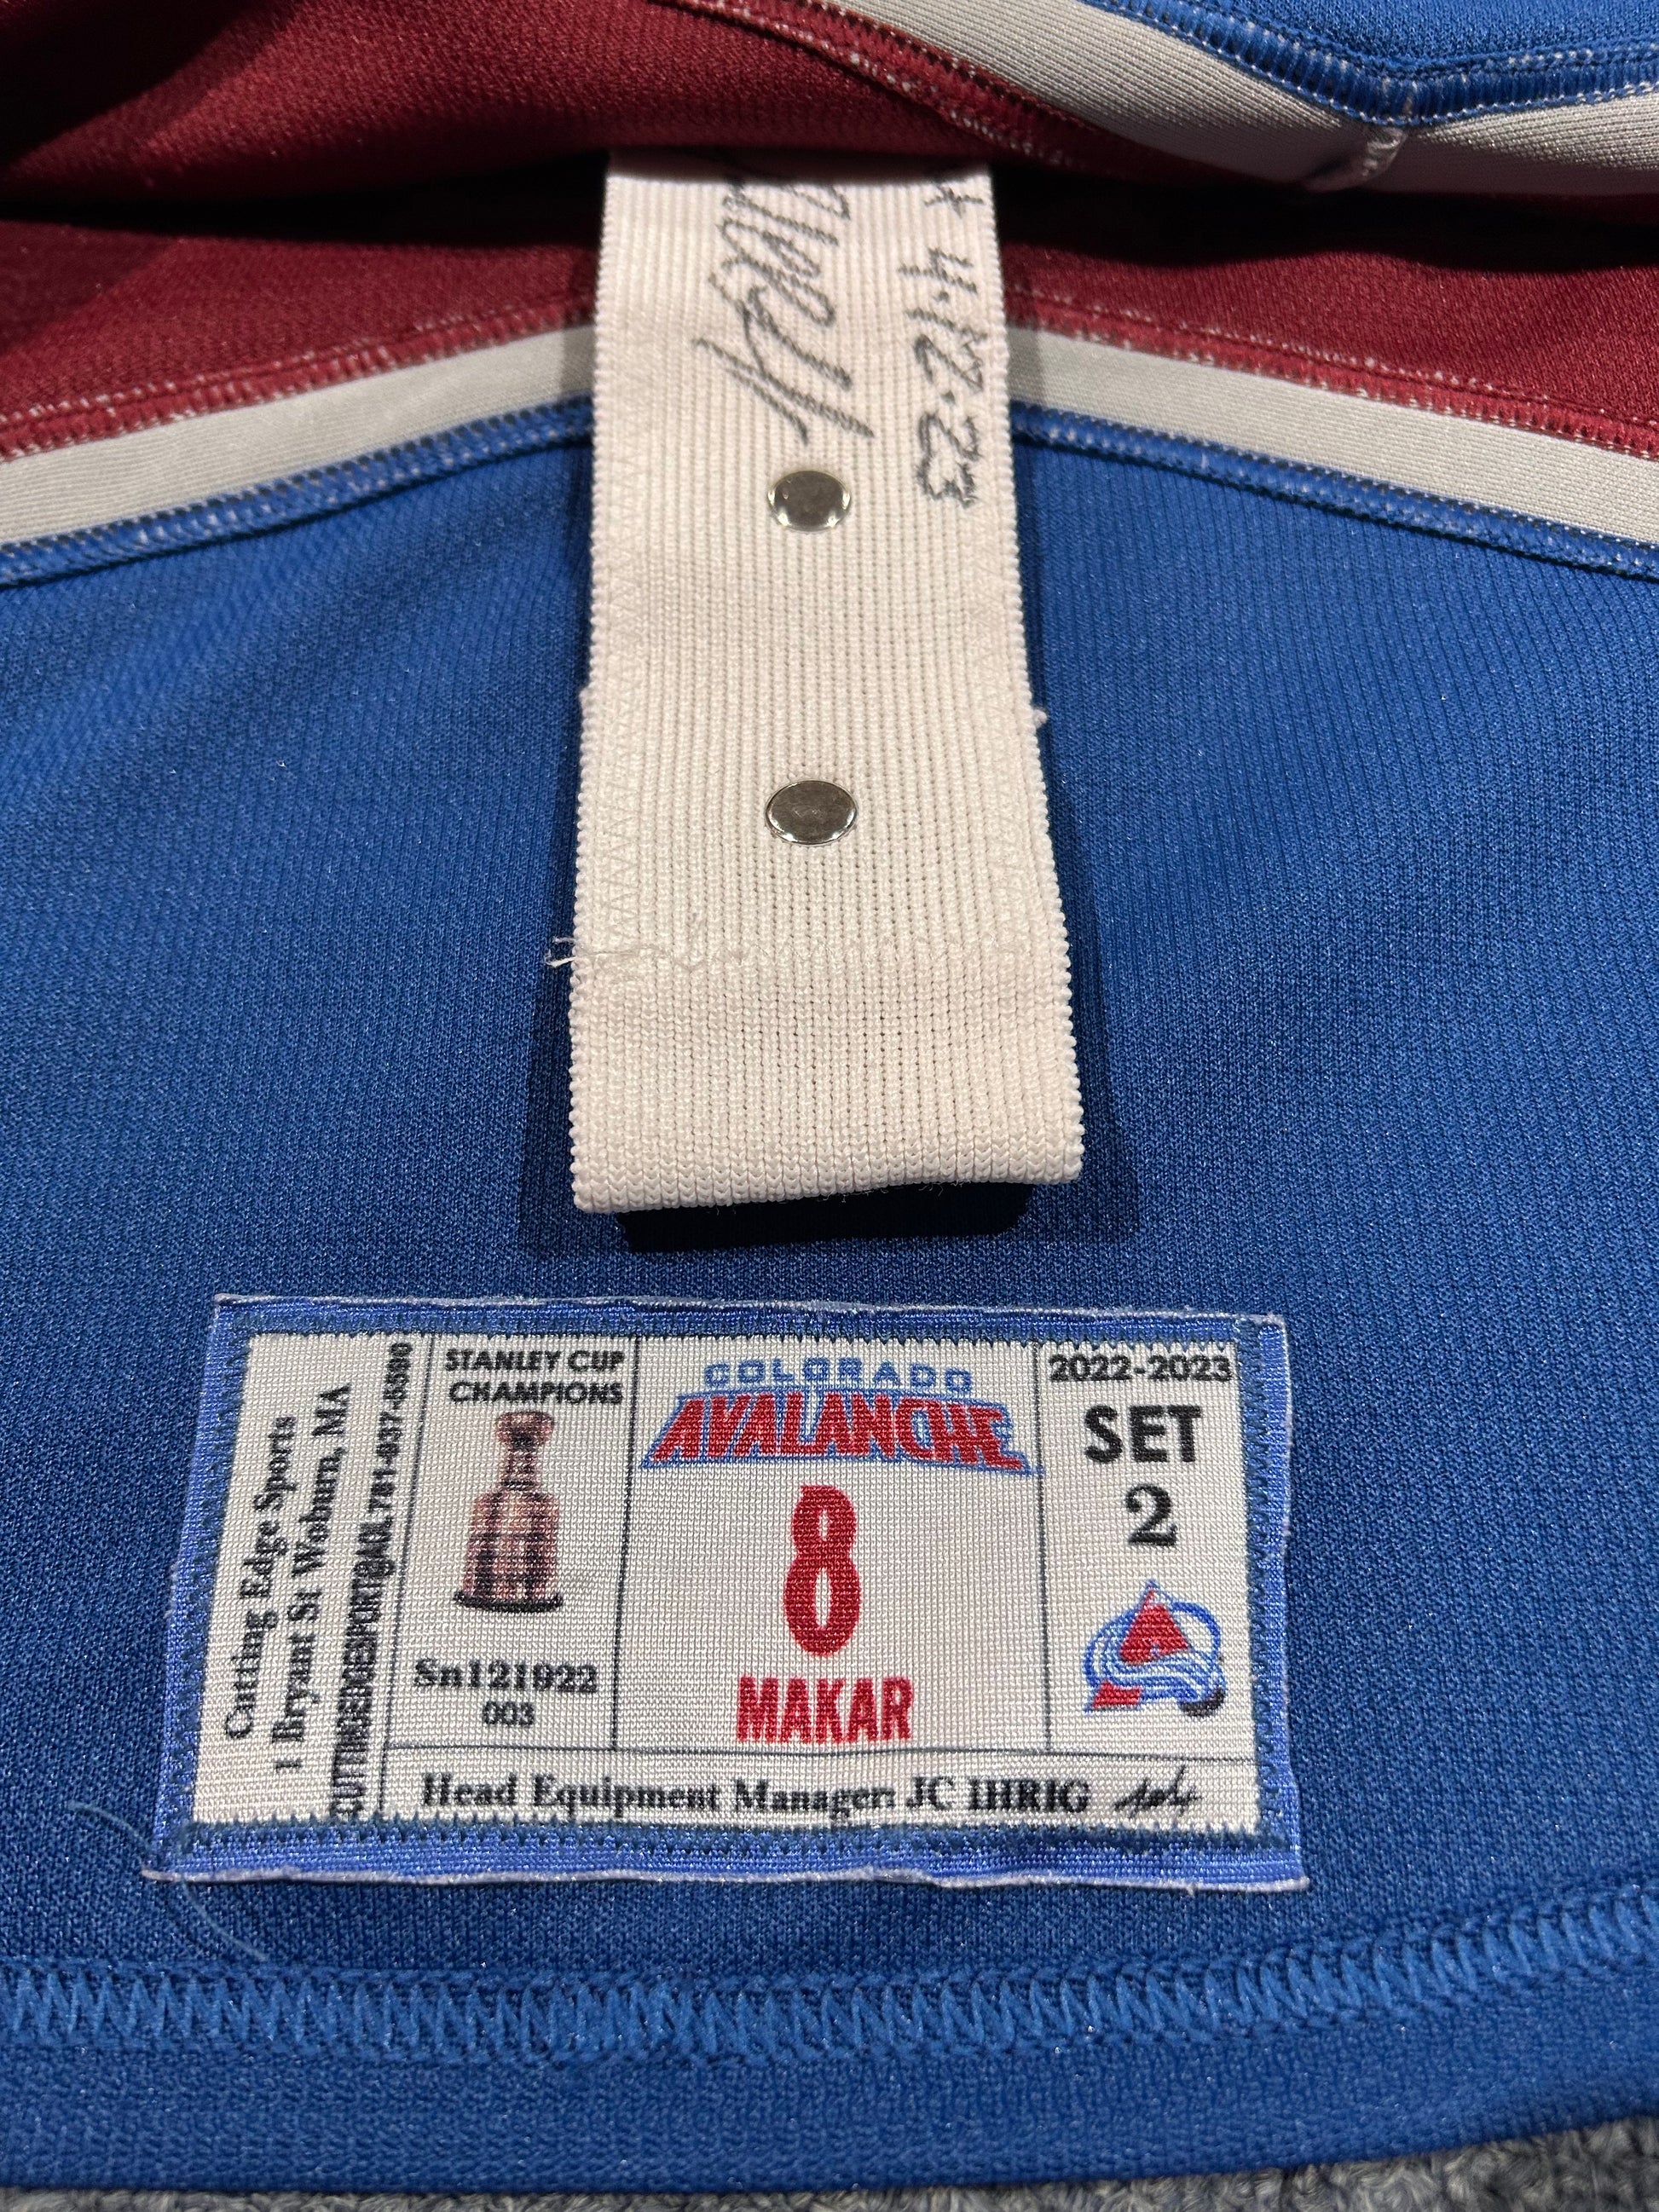 4.12.23
Cutting Edge Sports
1 Bryant St Woburn, MA
STANLEY CUP
CHAMPIONS
Sn121922
003
COLORADO
AVALANCHE
8
MAKAR
2022-2023
SET
2
Head Equipment Manager: JC IHRIG